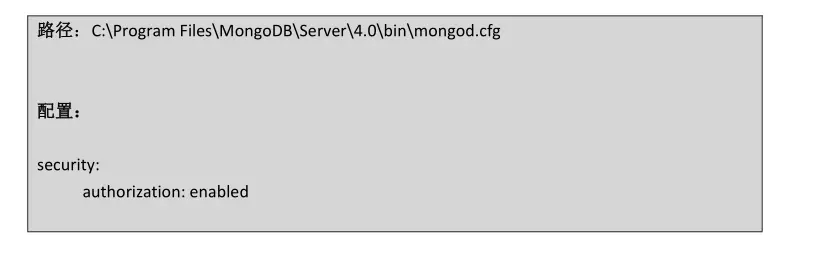 路径：C:\Program Files\MongoDB\Server\4.0\bin\mongod.cfg
配置：
security:
authorization: enabled